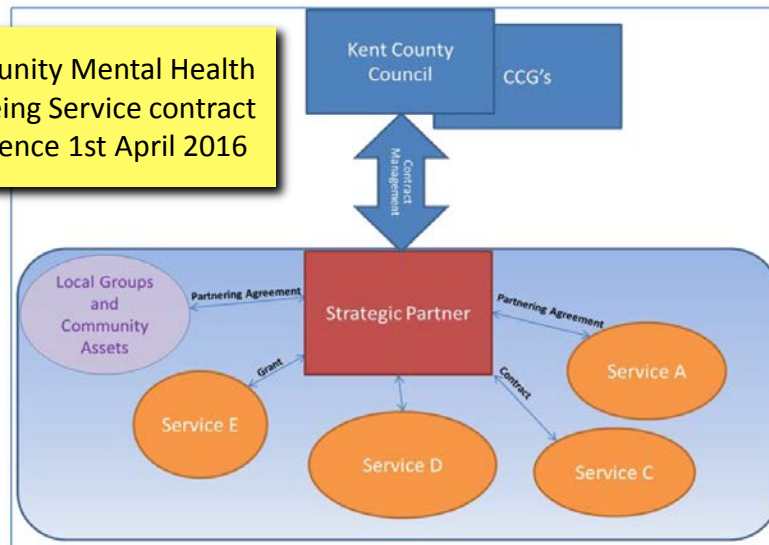 unity Mental Health
eing Service contract
ence 1st April 2016
Kent County
Council
CCG's
Contract
Management
Local Groups
and
Community
Assets
Partnering Agreement
Strategic Partner
Partnering Agreement
Grant
Contract
Service A
Service E
Service D
Service C